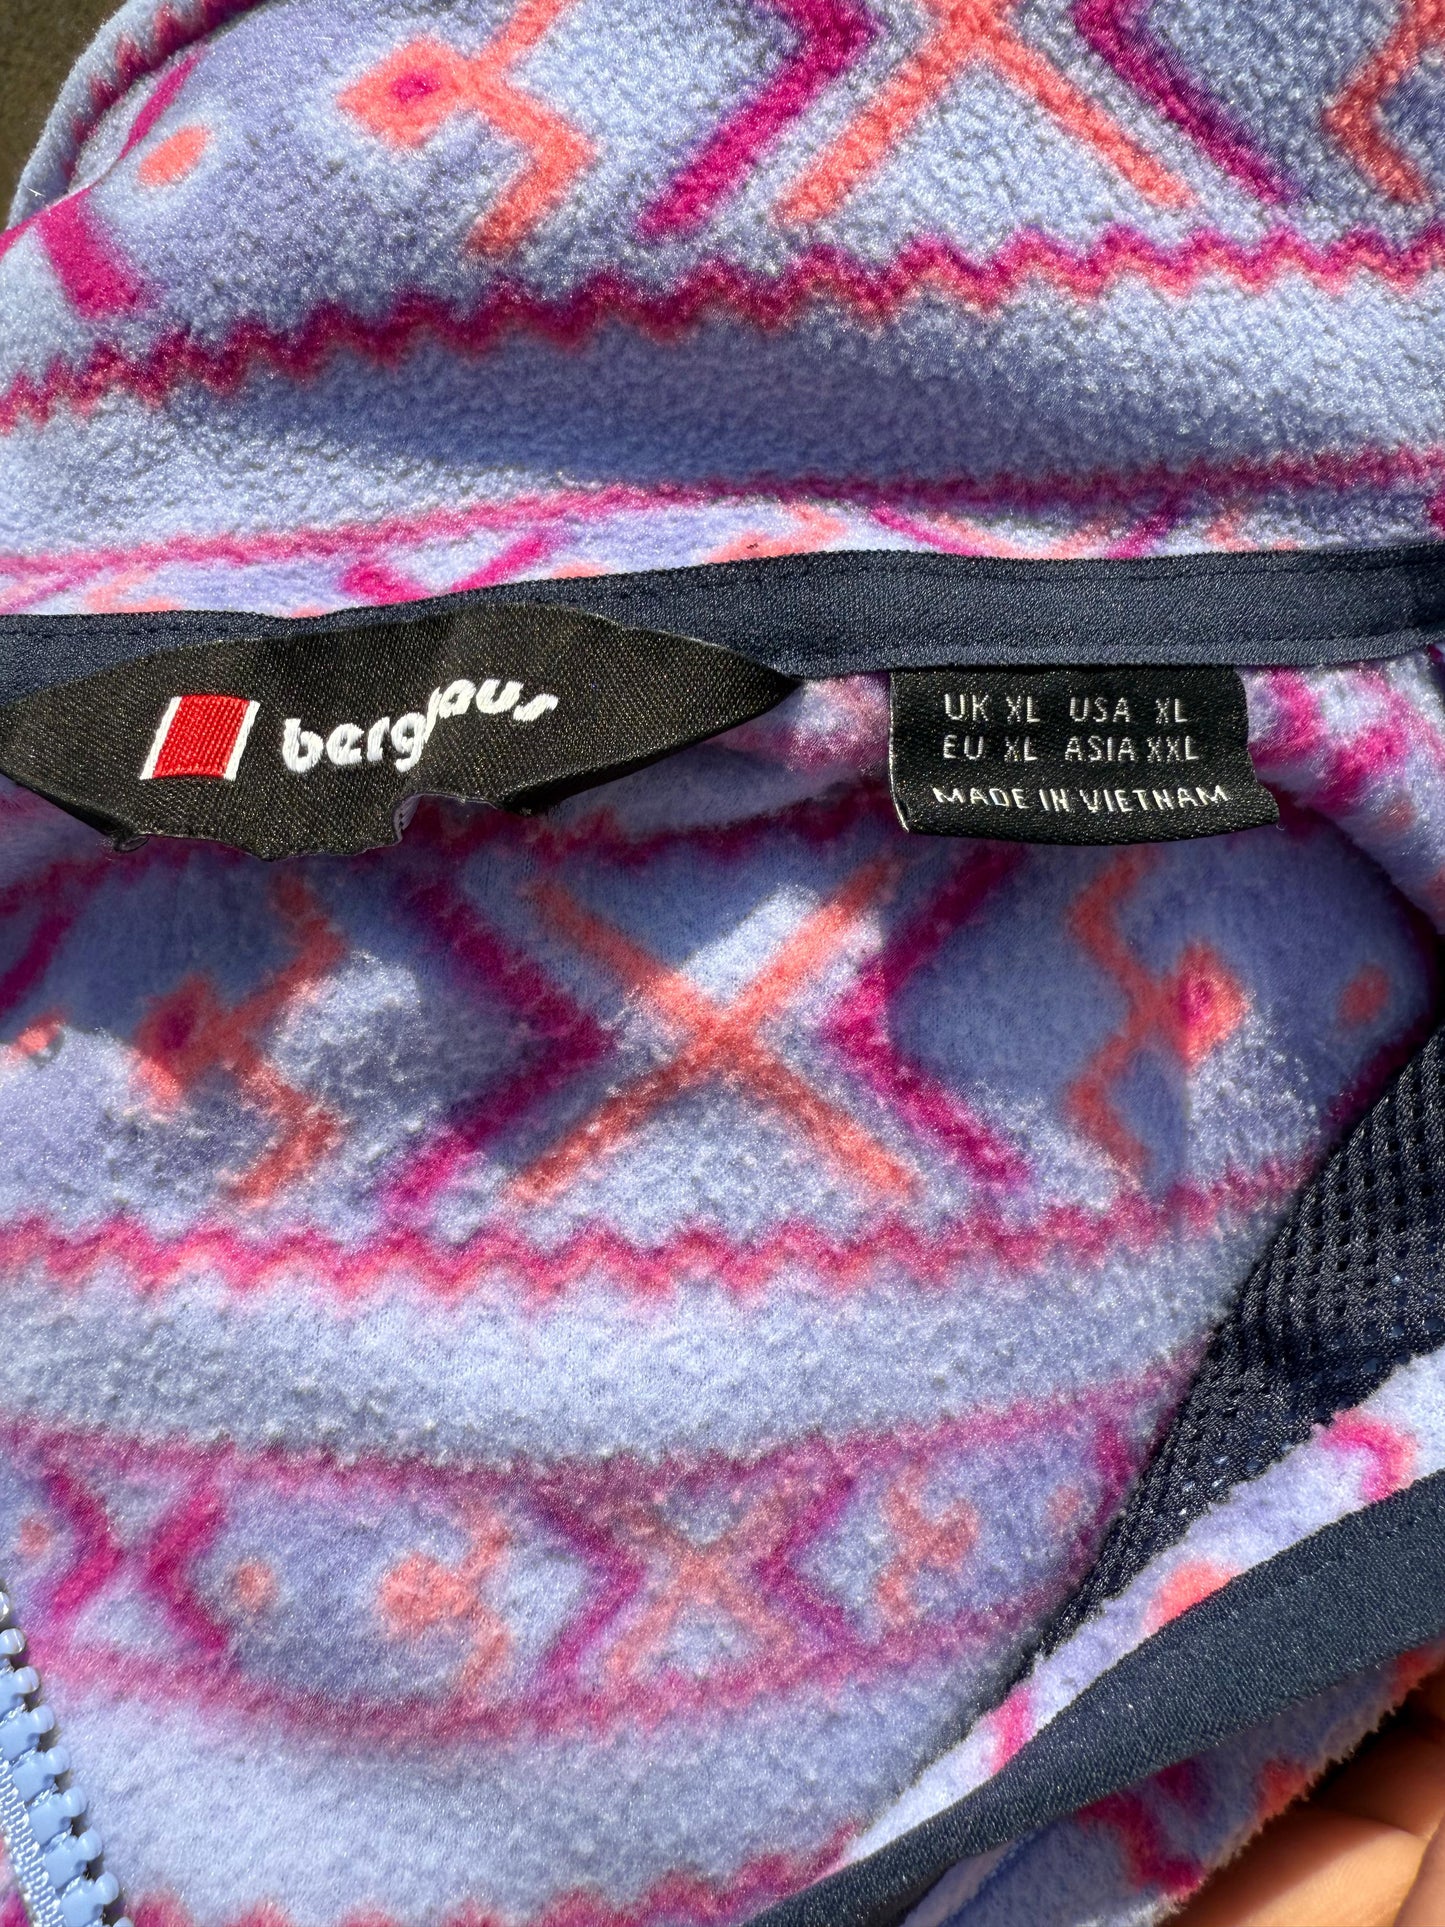 berghaus
UK XL USA XL
EU XL ASIA XXL
MADE IN VIETNAM